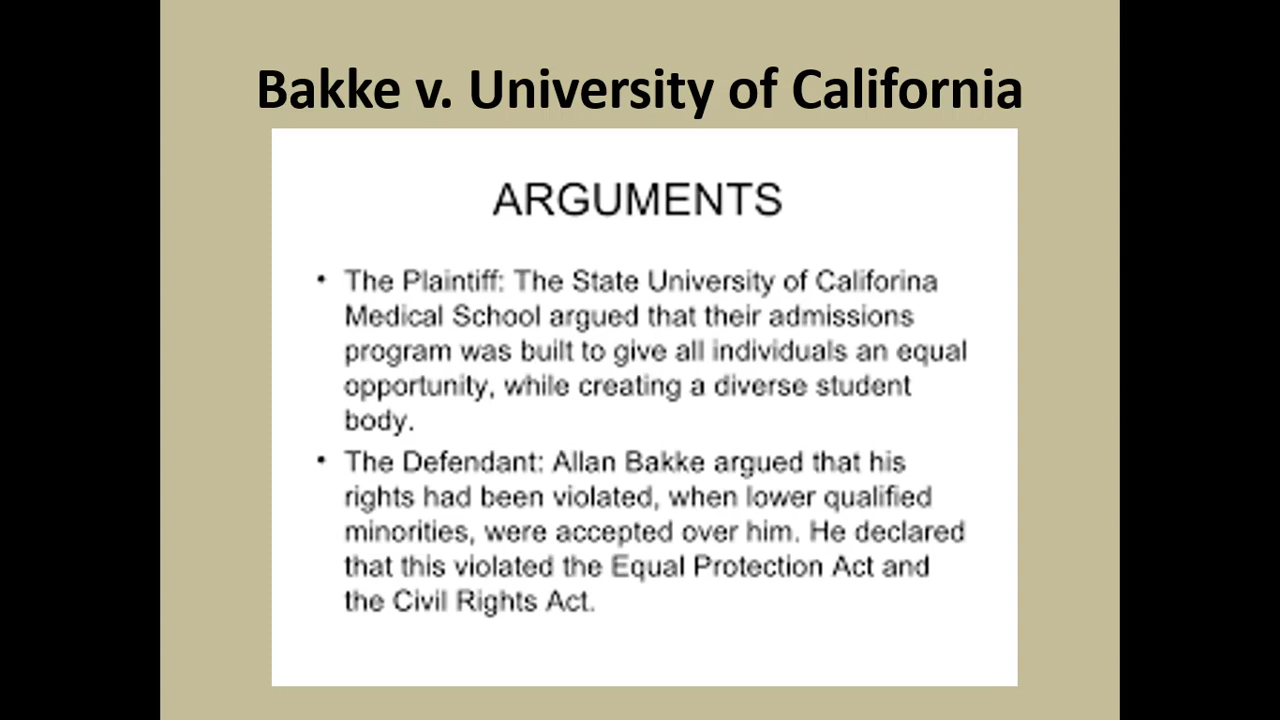 Bakke v. University of California
ARGUMENTS
• The Plaintiff: The State University of Califorina
Medical School argued that their admissions
program was built to give all individuals an equal
opportunity, while creating a diverse student
body.
• The Defendant: Allan Bakke argued that his
rights had been violated, when lower qualified
minorities, were accepted over him. He declared
that this violated the Equal Protection Act and
the Civil Rights Act.